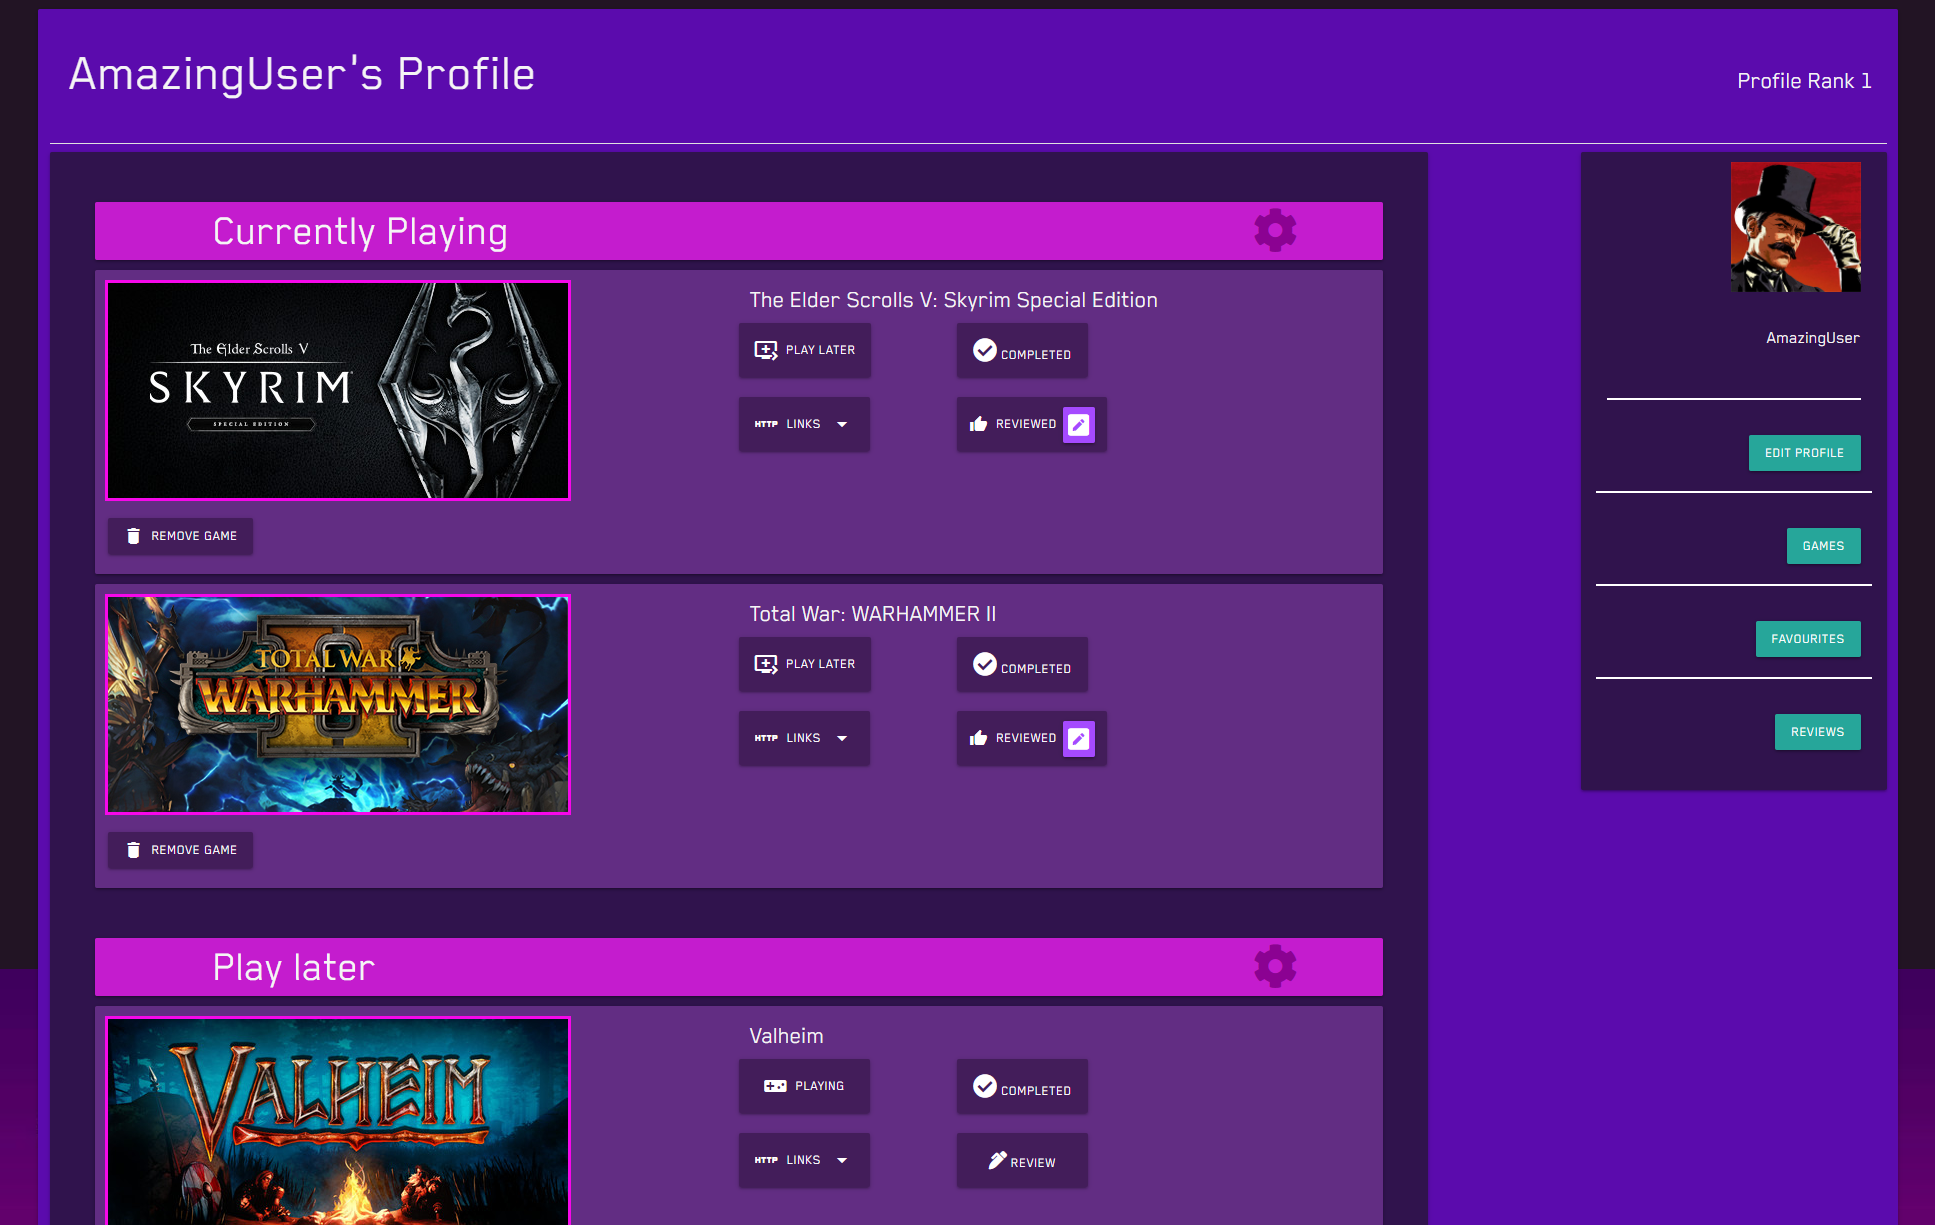 AmazingUser's Profile
Profile Rank 1
Currently Playing
The Elder Scrolls V
SKYRIM
SPECIAL EDITION
The Elder Scrolls V: Skyrim Special Edition
PLAY LATER
COMPLETED
HTTP LINKS
REVIEWED
REMOVE GAME
TOTAL WAR
WARHAMMER
II
Total War: WARHAMMER II
PLAY LATER
COMPLETED
HTTP LINKS
REVIEWED
REMOVE GAME
Play later
VALHEIM
Valheim
PLAYING
COMPLETED
HTTP LINKS
REVIEW
AmazingUser
EDIT PROFILE
GAMES
FAVOURITES
REVIEWS